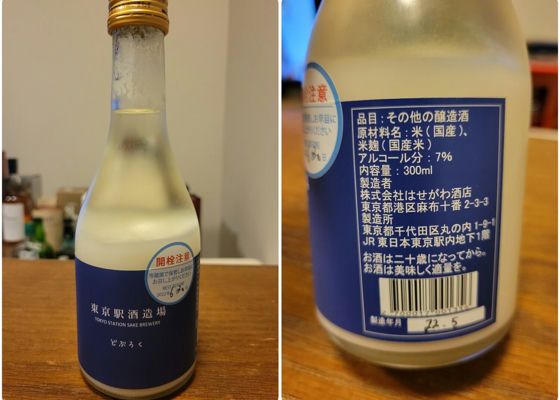 開栓注意
東京駅酒造場
TOKYO STATION SAKE BREWERY
どぶろく
品目：その他の醸造酒
原材料名：米（国産）、
米麹（国産米）
アルコール分：7%
内容量：300ml
製造者
株式会社はせがわ酒店
東京都港区麻布十番2-3-3
製造所
東京都千代田区丸の内1-9-1
JR東日本東京駅構内地下1階
お酒は二十歳になってから。
お酒は美味しく適量を。
製造年月 22.5